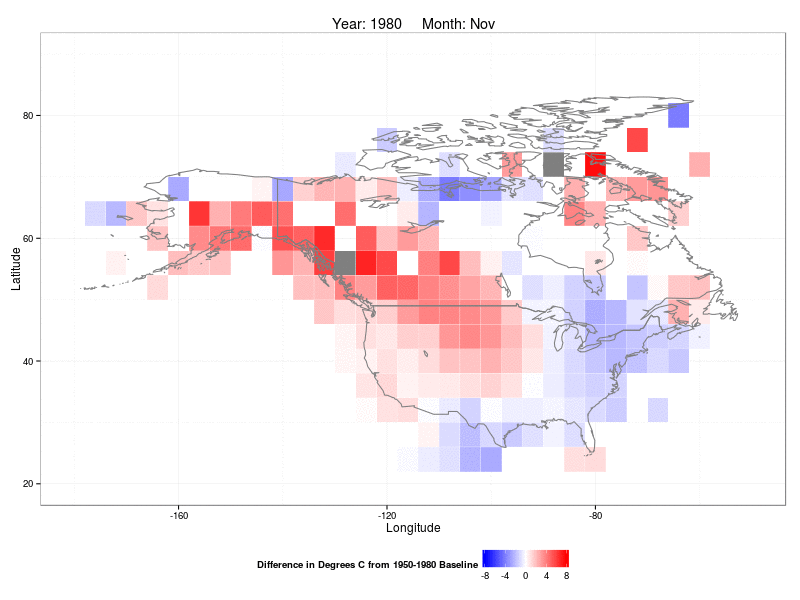 Year: 1980 Month: Nov
80
60
40
20
Latitude
-160 -120 -80
Longitude
Difference in Degrees C from 1950-1980 Baseline
-8 -4 0 4 8